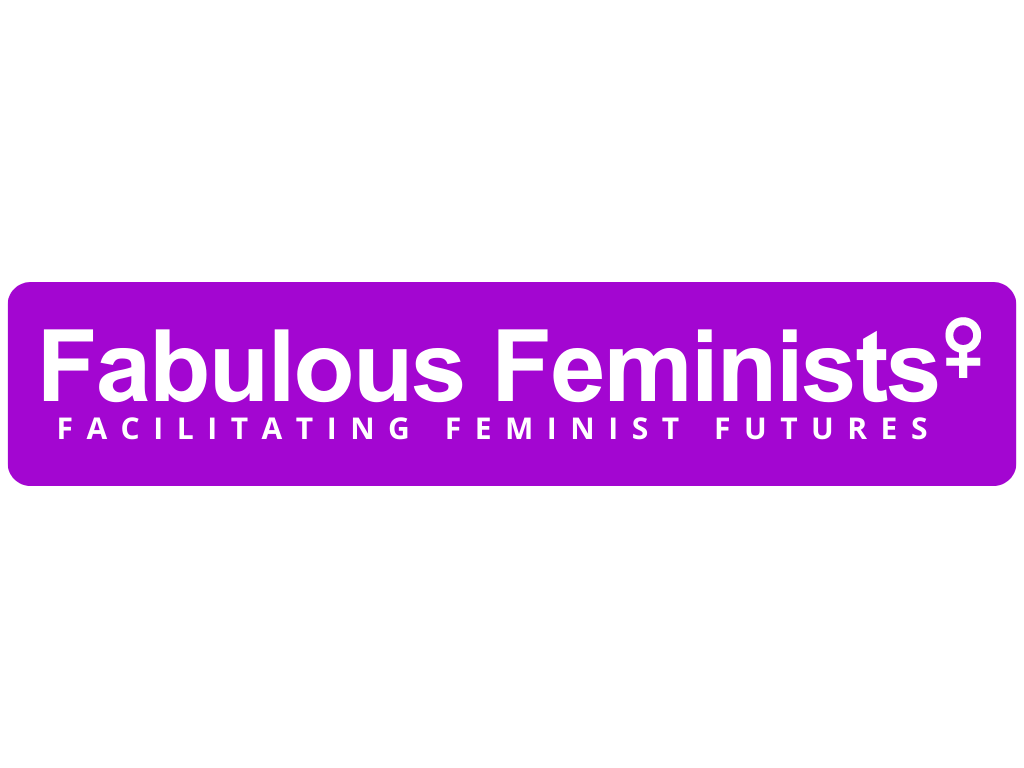 Fabulous Feminists♀
FACILITATING FEMINIST FUTURES